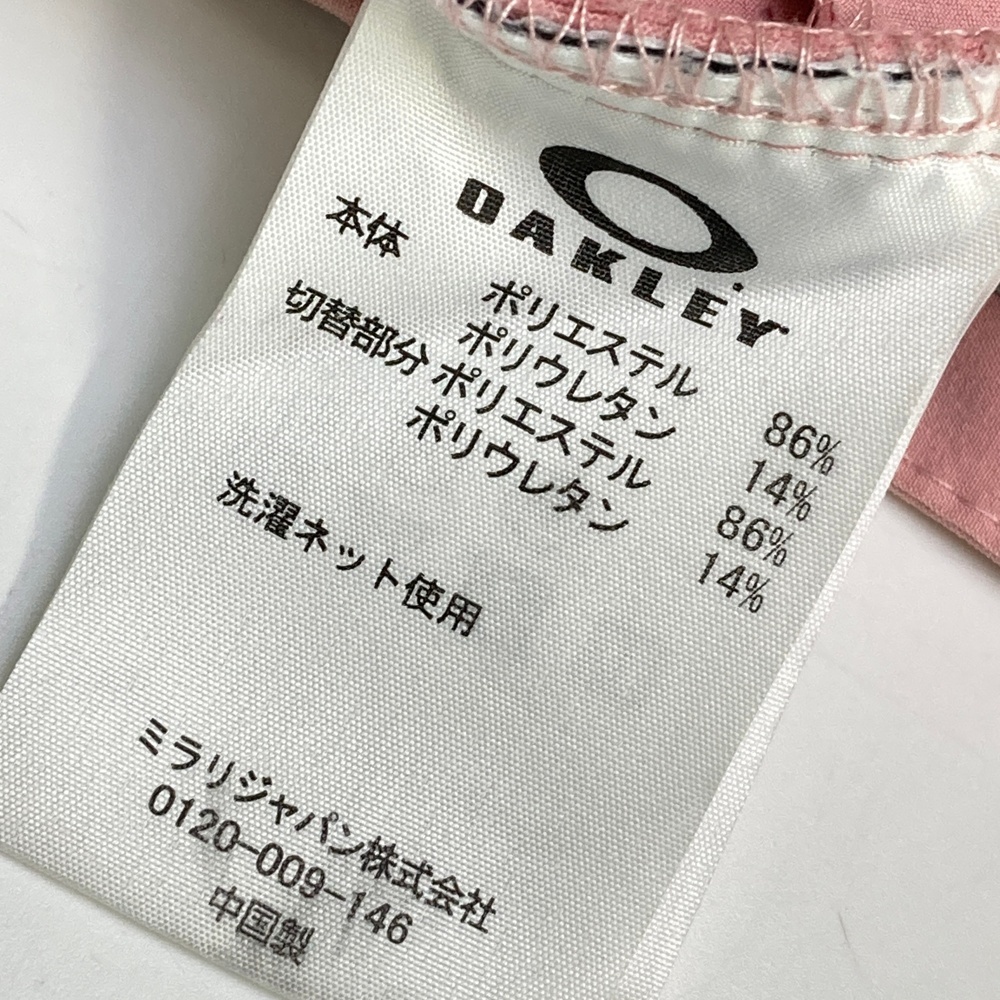 OAKLEY
本体 ポリエステル 86%
ポリウレタン 14%
切替部分 ポリエステル 86%
ポリウレタン 14%
洗濯ネット使用
ミラリジャパン株式会社
0120-009-146
中国製